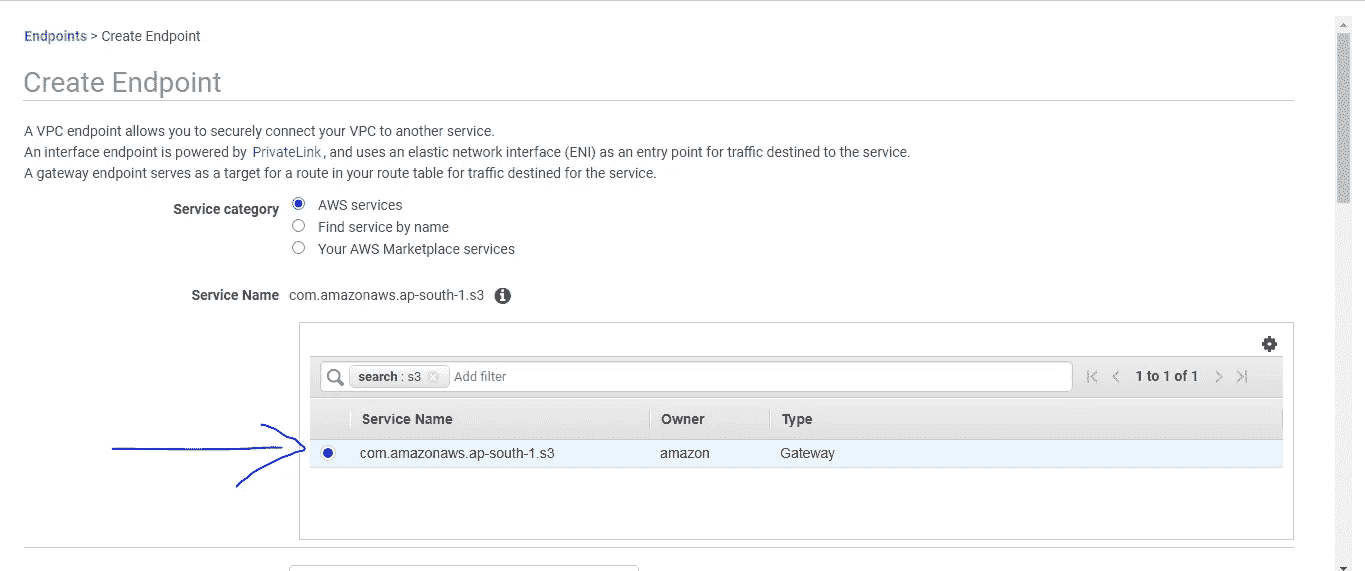 Endpoints > Create Endpoint
Create Endpoint
A VPC endpoint allows you to securely connect your VPC to another service.
An interface endpoint is powered by PrivateLink, and uses an elastic network interface (ENI) as an entry point for traffic destined to the service.
A gateway endpoint serves as a target for a route in your route table for traffic destined for the service.
Service category AWS services
Find service by name
Your AWS Marketplace services
Service Name com.amazonaws.ap-south-1.s3
search : s3 Add filter 1 to 1 of 1
Service Name Owner Type
com.amazonaws.ap-south-1.s3 amazon Gateway